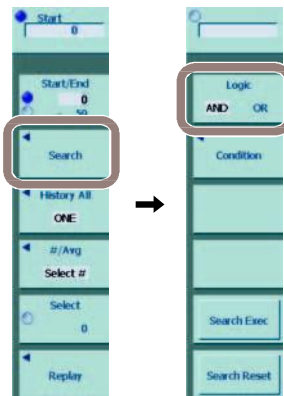 Start
0
Start/End
0
50
Search
History All
ONE
#/Avg
Select #
Select
0
Replay
Logic
AND OR
Condition
Search Exec
Search Reset